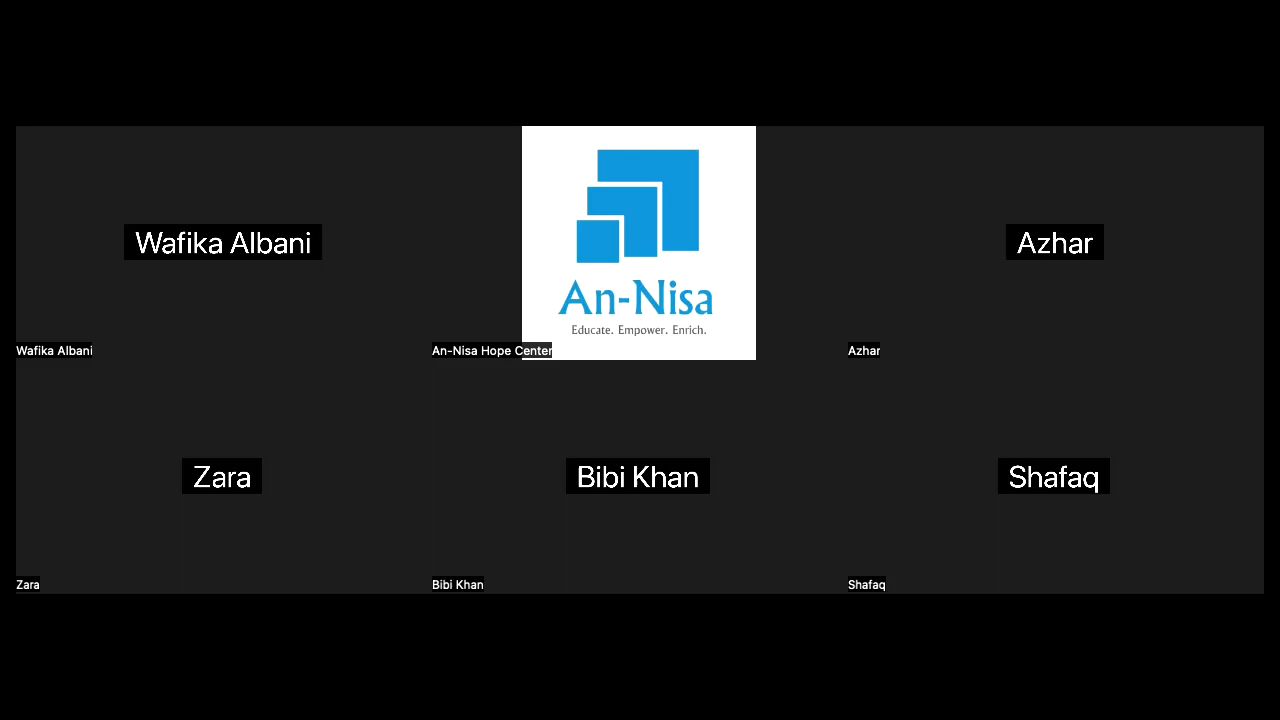 Wafika Albani
An-Nisa
Educate. Empower. Enrich.
Azhar
Wafika Albani
An-Nisa Hope Center
Azhar
Zara
Bibi Khan
Shafaq
Zara
Bibi Khan
Shafaq